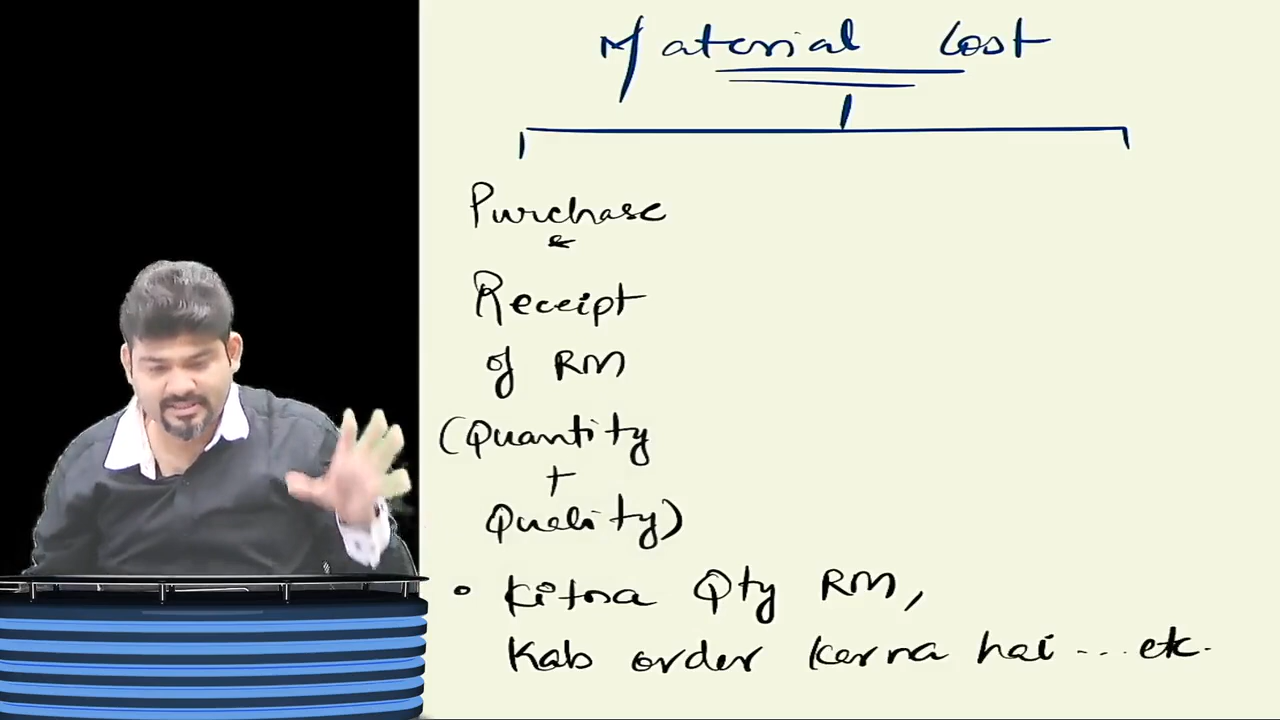 Material Cost
Purchase
&
Receipt
of RM
(Quantity
+
Quality)
• Kitna Qty RM,
Kab order karna hai ... etc.